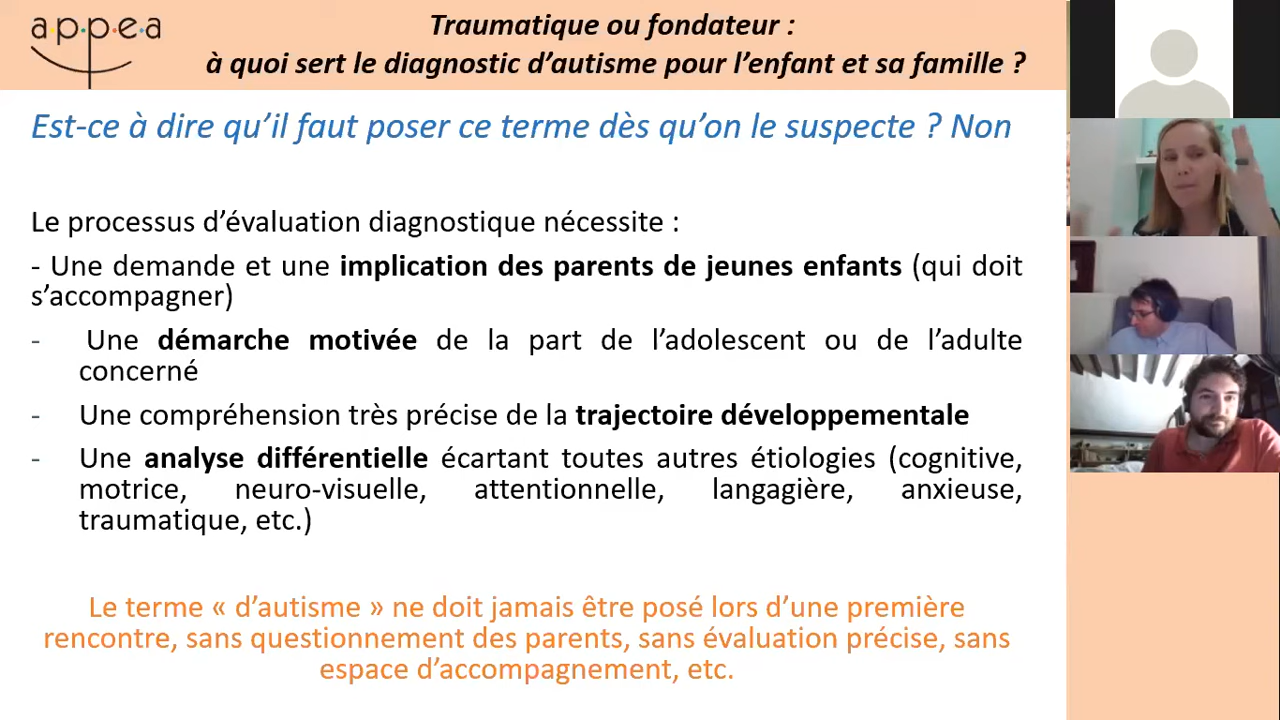 a·p·p·e·a
Traumatique ou fondateur :
à quoi sert le diagnostic d’autisme pour l’enfant et sa famille ?
Est-ce à dire qu’il faut poser ce terme dès qu’on le suspecte ? Non
Le processus d’évaluation diagnostique nécessite :
- Une demande et une implication des parents de jeunes enfants (qui doit
s’accompagner)
- Une démarche motivée de la part de l’adolescent ou de l’adulte
concerné
- Une compréhension très précise de la trajectoire développementale
- Une analyse différentielle écartant toutes autres étiologies (cognitive,
motrice, neuro-visuelle, attentionnelle, langagière, anxieuse,
traumatique, etc.)
Le terme « d’autisme » ne doit jamais être posé lors d’une première
rencontre, sans questionnement des parents, sans évaluation précise, sans
espace d’accompagnement, etc.